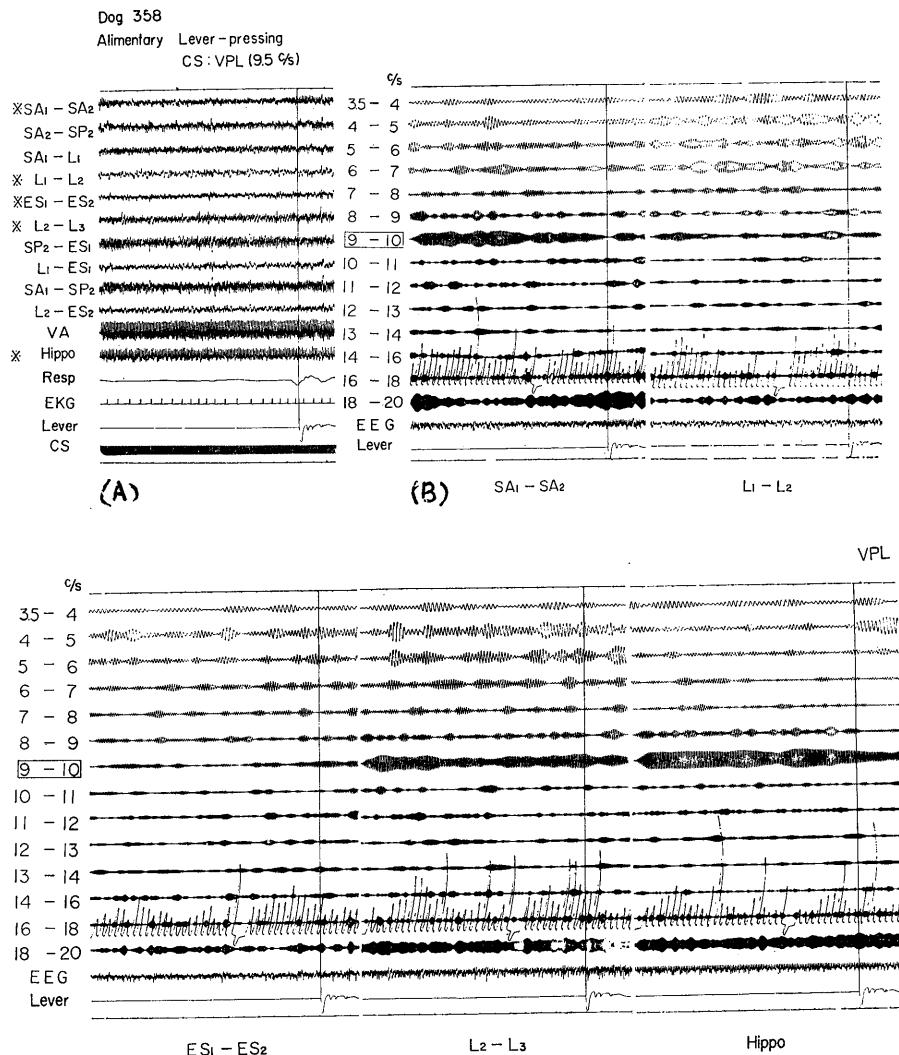 Dog 358
Alimentary Lever-pressing
CS : VPL (9.5 c/s)
※SA1 - SA2
SA2 - SP2
SA1 - L1
※ L1 - L2
※ES1 - ES2
※ L2 - L3
SP2 - ES1
L1 - ES1
SA1 - SP2
L2 - ES2
VA
※ Hippo
Resp
EKG
Lever
CS
(A)
c/s
3.5 - 4
4 - 5
5 - 6
6 - 7
7 - 8
8 - 9
9 - 10
10 - 11
11 - 12
12 - 13
13 - 14
14 - 16
16 - 18
18 - 20
EEG
Lever
(B)
SA1 - SA2
L1 - L2
VPL
c/s
3.5 - 4
4 - 5
5 - 6
6 - 7
7 - 8
8 - 9
9 - 10
10 - 11
11 - 12
12 - 13
13 - 14
14 - 16
16 - 18
18 - 20
EEG
Lever
ES1 - ES2
L2 - L3
Hippo